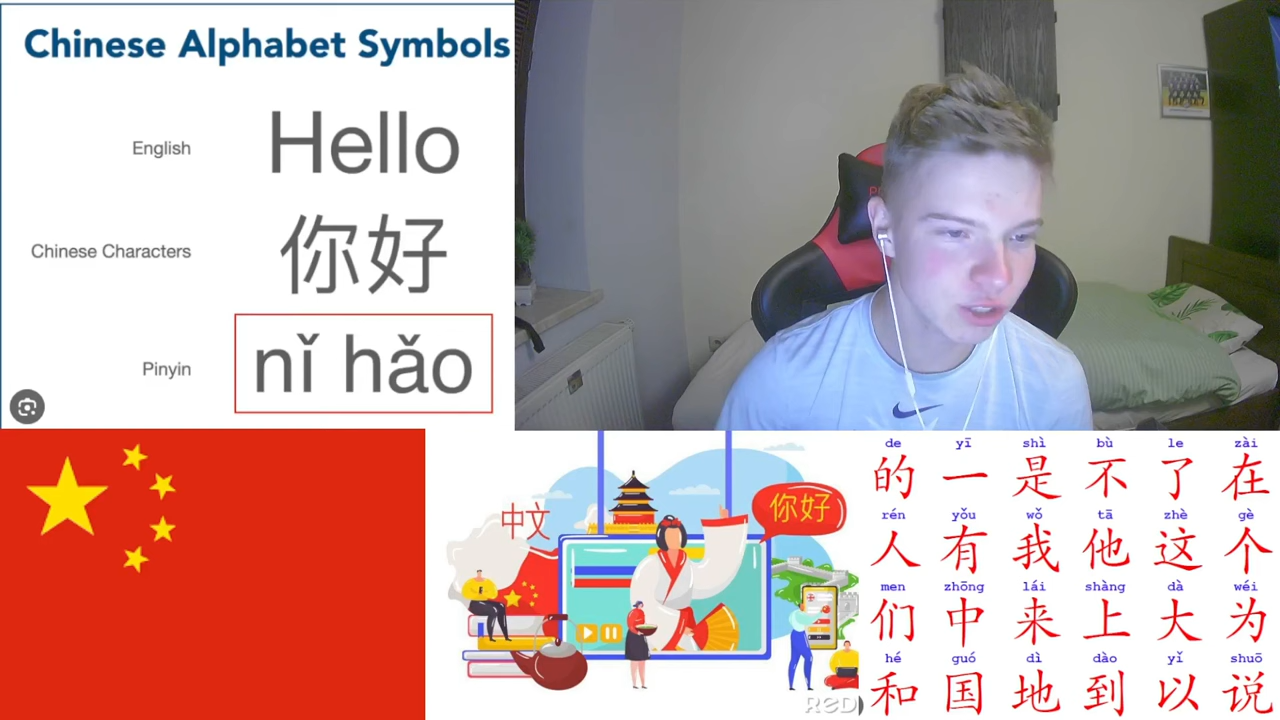 Chinese Alphabet Symbols
English
Hello
Chinese Characters
你好
Pinyin
nǐ hǎo
中文
你好
de yī shì bù le zài
的 一 是 不 了 在
rén yǒu wǒ tā zhè gè
人 有 我 他 这 个
men zhōng lái shàng dà wéi
们 中 来 上 大 为
hé guó dì dào yǐ shuō
和 国 地 到 以 说